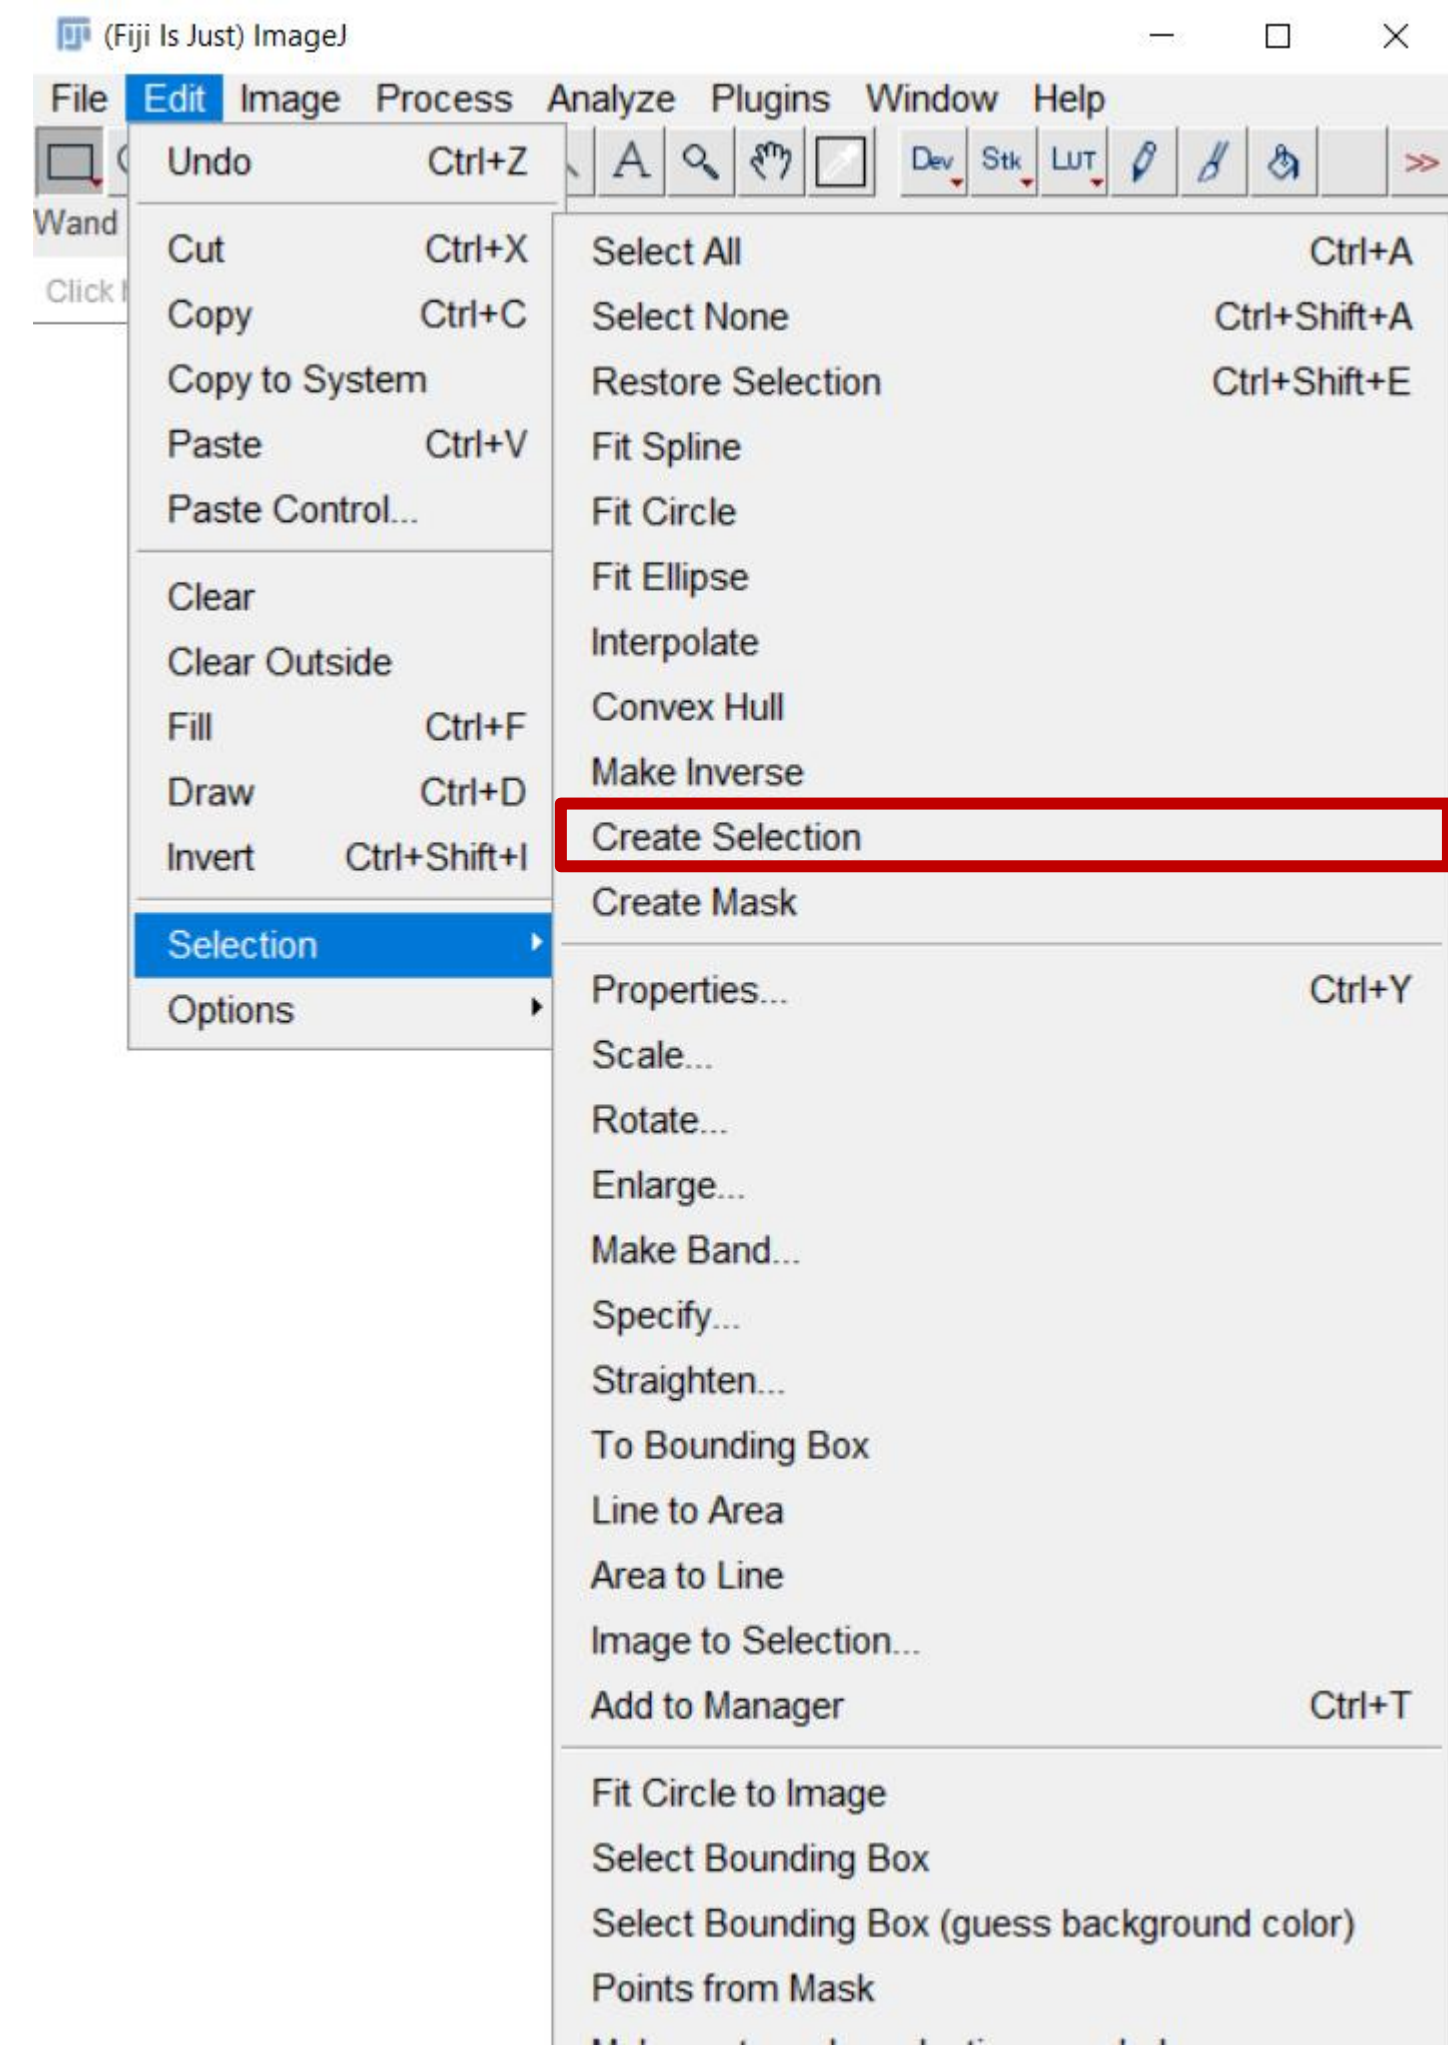 (Fiji Is Just) ImageJ
File Edit Image Process Analyze Plugins Window Help
Dev Stk LUT >>
Wand
Click
Undo Ctrl+Z
Cut Ctrl+X
Copy Ctrl+C
Copy to System
Paste Ctrl+V
Paste Control...
Clear
Clear Outside
Fill Ctrl+F
Draw Ctrl+D
Invert Ctrl+Shift+I
Selection
Options
Select All Ctrl+A
Select None Ctrl+Shift+A
Restore Selection Ctrl+Shift+E
Fit Spline
Fit Circle
Fit Ellipse
Interpolate
Convex Hull
Make Inverse
Create Selection
Create Mask
Properties... Ctrl+Y
Scale...
Rotate...
Enlarge...
Make Band...
Specify...
Straighten...
To Bounding Box
Line to Area
Area to Line
Image to Selection...
Add to Manager Ctrl+T
Fit Circle to Image
Select Bounding Box
Select Bounding Box (guess background color)
Points from Mask